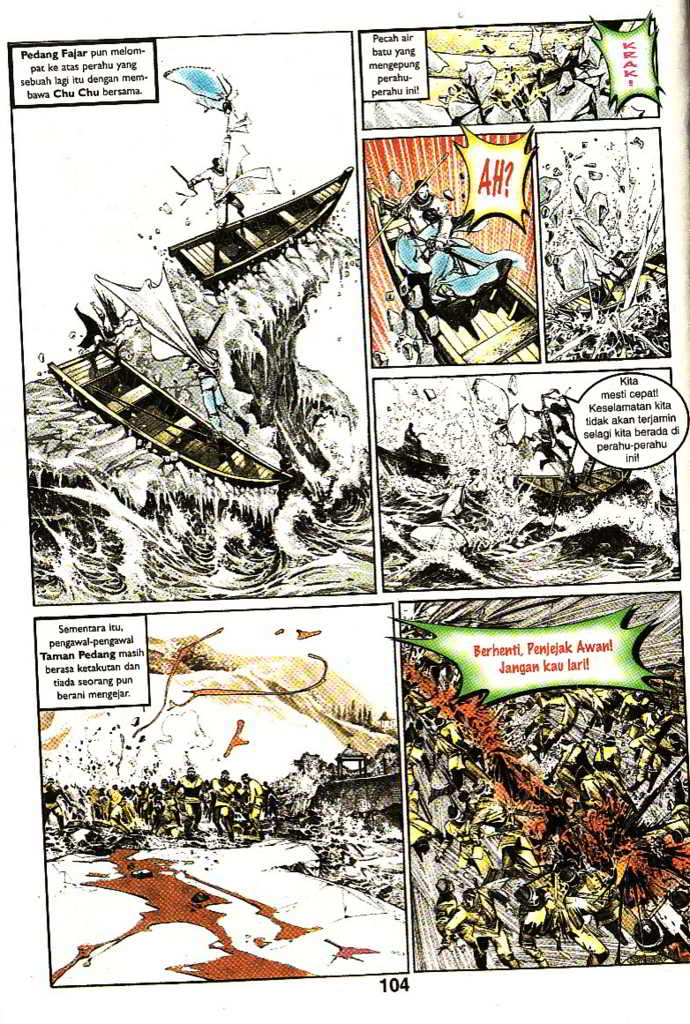 Pedang Fajar pun melom-
pat ke atas perahu yang
sebuah lagi itu dengan mem-
bawa Chu Chu bersama.
Pecah air
batu yang
mengepung
perahu-
perahu ini!
KRAK!
AH?
Kita
mesti cepat!
Keselamatan kita
tidak akan terjamin
selagi kita berada di
perahu-perahu
ini!
Sementara itu,
pengawal-pengawal
Taman Pedang masih
berasa ketakutan dan
tiada seorang pun
berani mengejar.
Berhenti, Penjejak Awan!
Jangan kau lari!
104